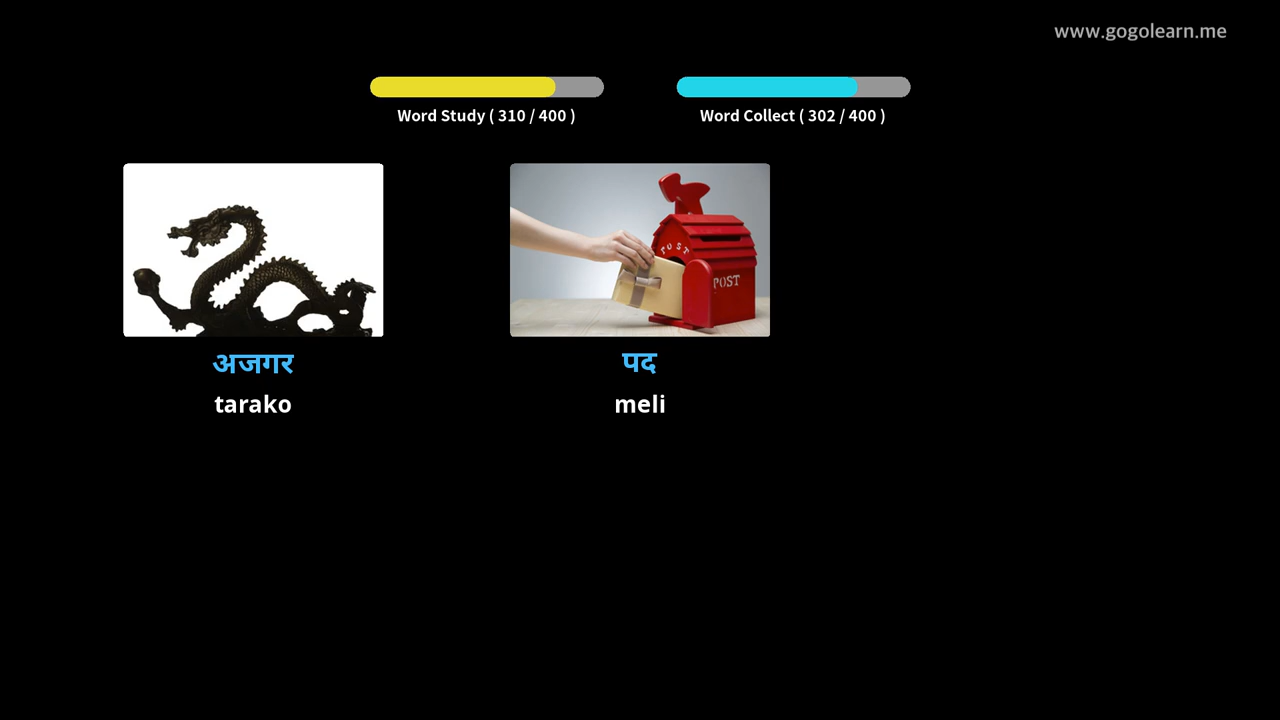 www.gogolearn.me
Word Study ( 310 / 400 )
Word Collect ( 302 / 400 )
POST
POST
अजगर
पद
tarako
meli